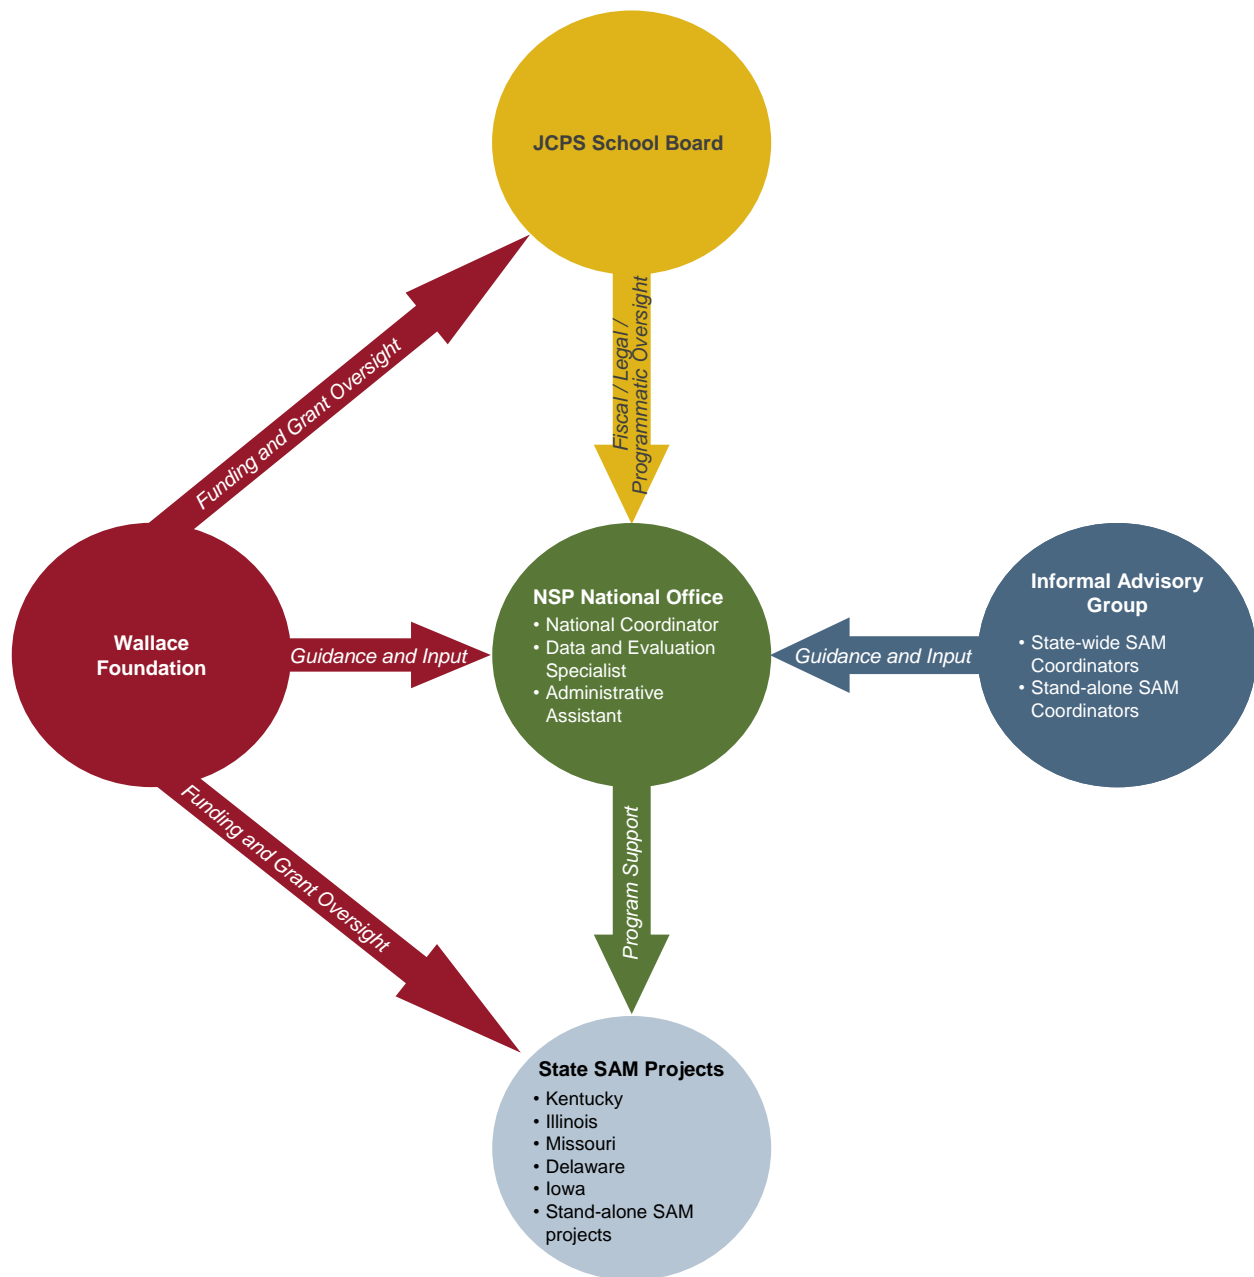 JCPS School Board
Fiscal / Legal /
Programmatic Oversight
Funding and Grant Oversight
Wallace
Foundation
Guidance and Input
NSP National Office
• National Coordinator
• Data and Evaluation
Specialist
• Administrative
Assistant
Guidance and Input
Informal Advisory
Group
• State-wide SAM
Coordinators
• Stand-alone SAM
Coordinators
Funding and Grant Oversight
Program Support
State SAM Projects
• Kentucky
• Illinois
• Missouri
• Delaware
• Iowa
• Stand-alone SAM
projects